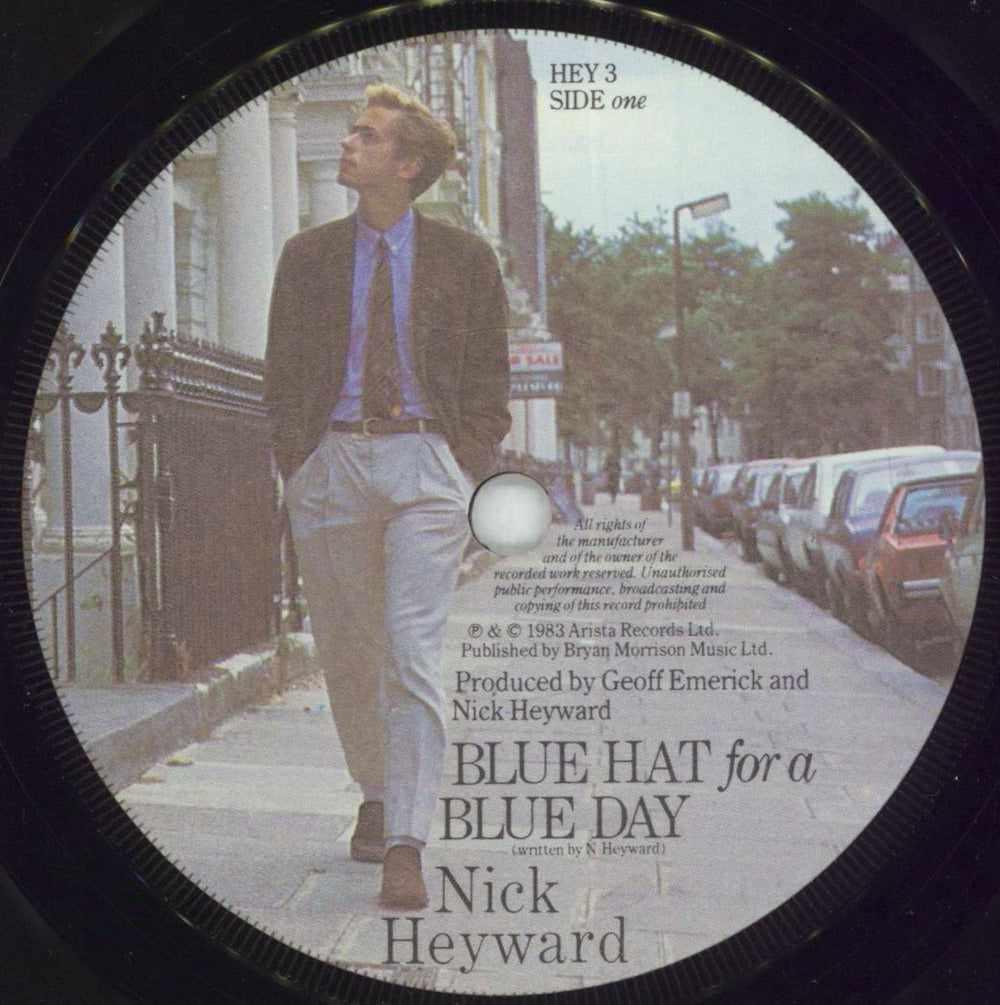 HEY 3
SIDE one
FOR SALE
All rights of
the manufacturer
and of the owner of the
recorded work reserved. Unauthorised
public performance, broadcasting and
copying of this record prohibited
℗ & © 1983 Arista Records Ltd.
Published by Bryan Morrison Music Ltd.
Produced by Geoff Emerick and
Nick Heyward
BLUE HAT for a
BLUE DAY
(written by N Heyward)
Nick
Heyward